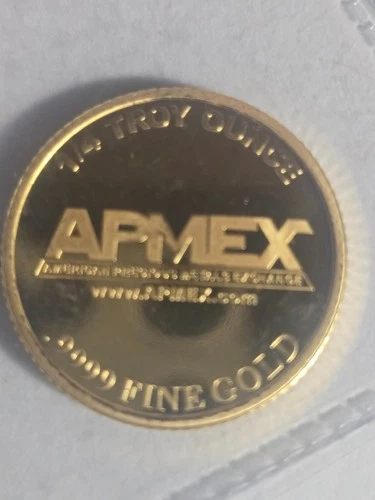 1/4 TROY OUNCE
APMEX
AMERICAN PRECIOUS METALS EXCHANGE
www.APMEX.com
.9999 FINE GOLD